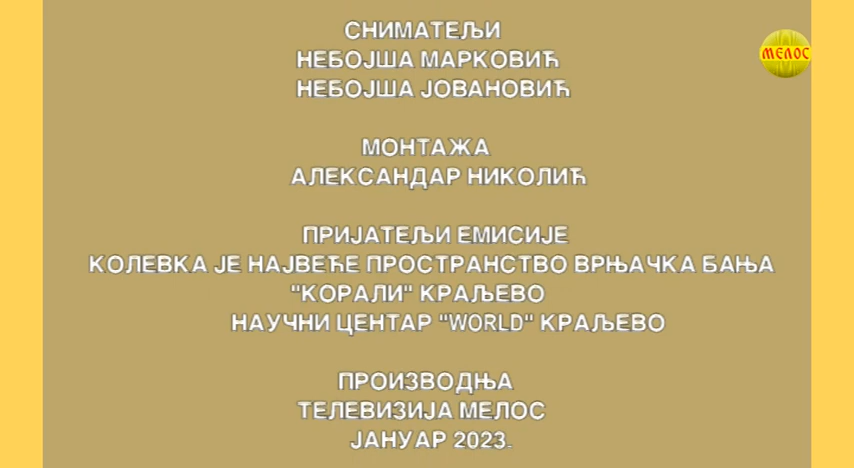 СНИМАТЕЉИ
НЕБОЈША МАРКОВИЋ
НЕБОЈША ЈОВАНОВИЋ
МОНТАЖА
АЛЕКСАНДАР НИКОЛИЋ
ПРИЈАТЕЉИ ЕМИСИЈЕ
КОЛЕВКА ЈЕ НАЈВЕЋЕ ПРОСТРАНСТВО ВРЊАЧКА БАЊА
"КОРАЛИ" КРАЉЕВО
НАУЧНИ ЦЕНТАР "WORLD" КРАЉЕВО
ПРОИЗВОДЊА
ТЕЛЕВИЗИЈА МЕЛОС
ЈАНУАР 2023.
МЕЛОС